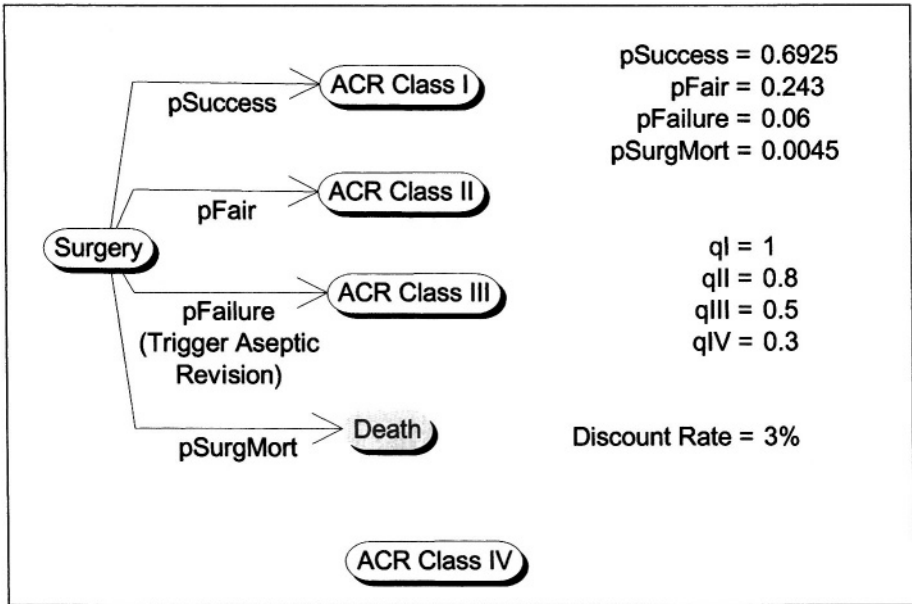 pSuccess = 0.6925
ACR Class I
pFair = 0.243
pSuccess
pFailure = 0.06
pSurgMort = 0.0045
ACR Class II
pFair
Surgery
qI = 1
qII = 0.8
ACR Class III
qIII = 0.5
pFailure
qIV = 0.3
(Trigger Aseptic
Revision)
Death
Discount Rate = 3%
pSurgMort
ACR Class IV